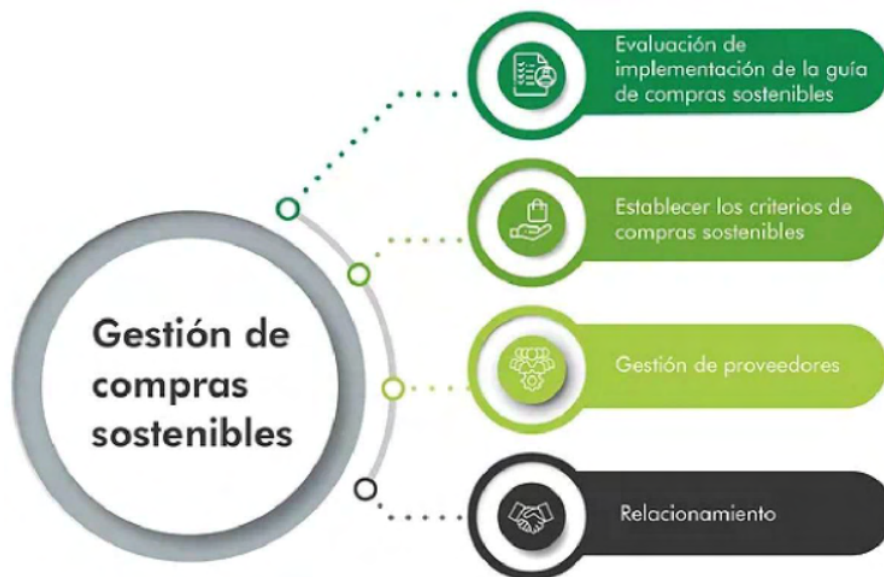 Gestión de
compras
sostenibles
Evaluación de
implementación de la guía
de compras sostenibles
Establecer los criterios de
compras sostenibles
Gestión de proveedores
Relacionamiento